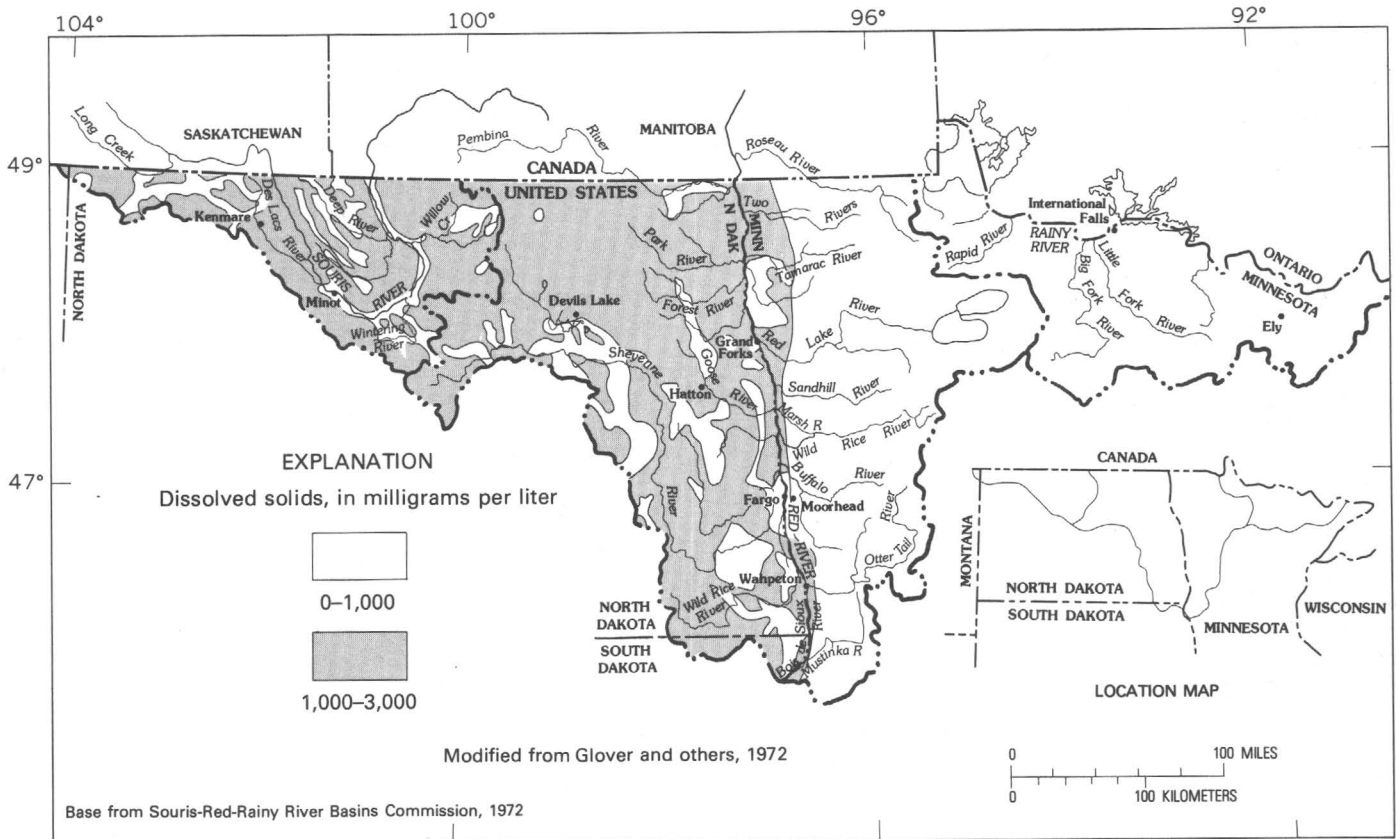 104°
100°
96°
92°
49°
47°
Long Creek
SASKATCHEWAN
MANITOBA
Pembina River
Roseau River
CANADA
UNITED STATES
NORTH DAKOTA
Kenmare
Des Lacs River
Deep River
SOURIS RIVER
Willow Cr
Minot
Wintering River
Devils Lake
Park River
Forest River
Goose River
Sheyenne River
Hatton
Grand Forks
N DAK
MINN
Two Rivers
Tamarac River
Red Lake River
Sandhill River
Marsh R
Wild Rice River
Buffalo River
Fargo
Moorhead
RED RIVER
Otter Tail River
Wahpeton
Wild Rice River
Bois de Sioux River
Mustinka R
NORTH DAKOTA
SOUTH DAKOTA
Rapid River
International Falls
RAINY RIVER
Big Fork River
Little Fork River
ONTARIO
MINNESOTA
Ely
EXPLANATION
Dissolved solids, in milligrams per liter
0–1,000
1,000–3,000
Modified from Glover and others, 1972
Base from Souris-Red-Rainy River Basins Commission, 1972
CANADA
MONTANA
NORTH DAKOTA
SOUTH DAKOTA
MINNESOTA
WISCONSIN
LOCATION MAP
0 100 MILES
0 100 KILOMETERS